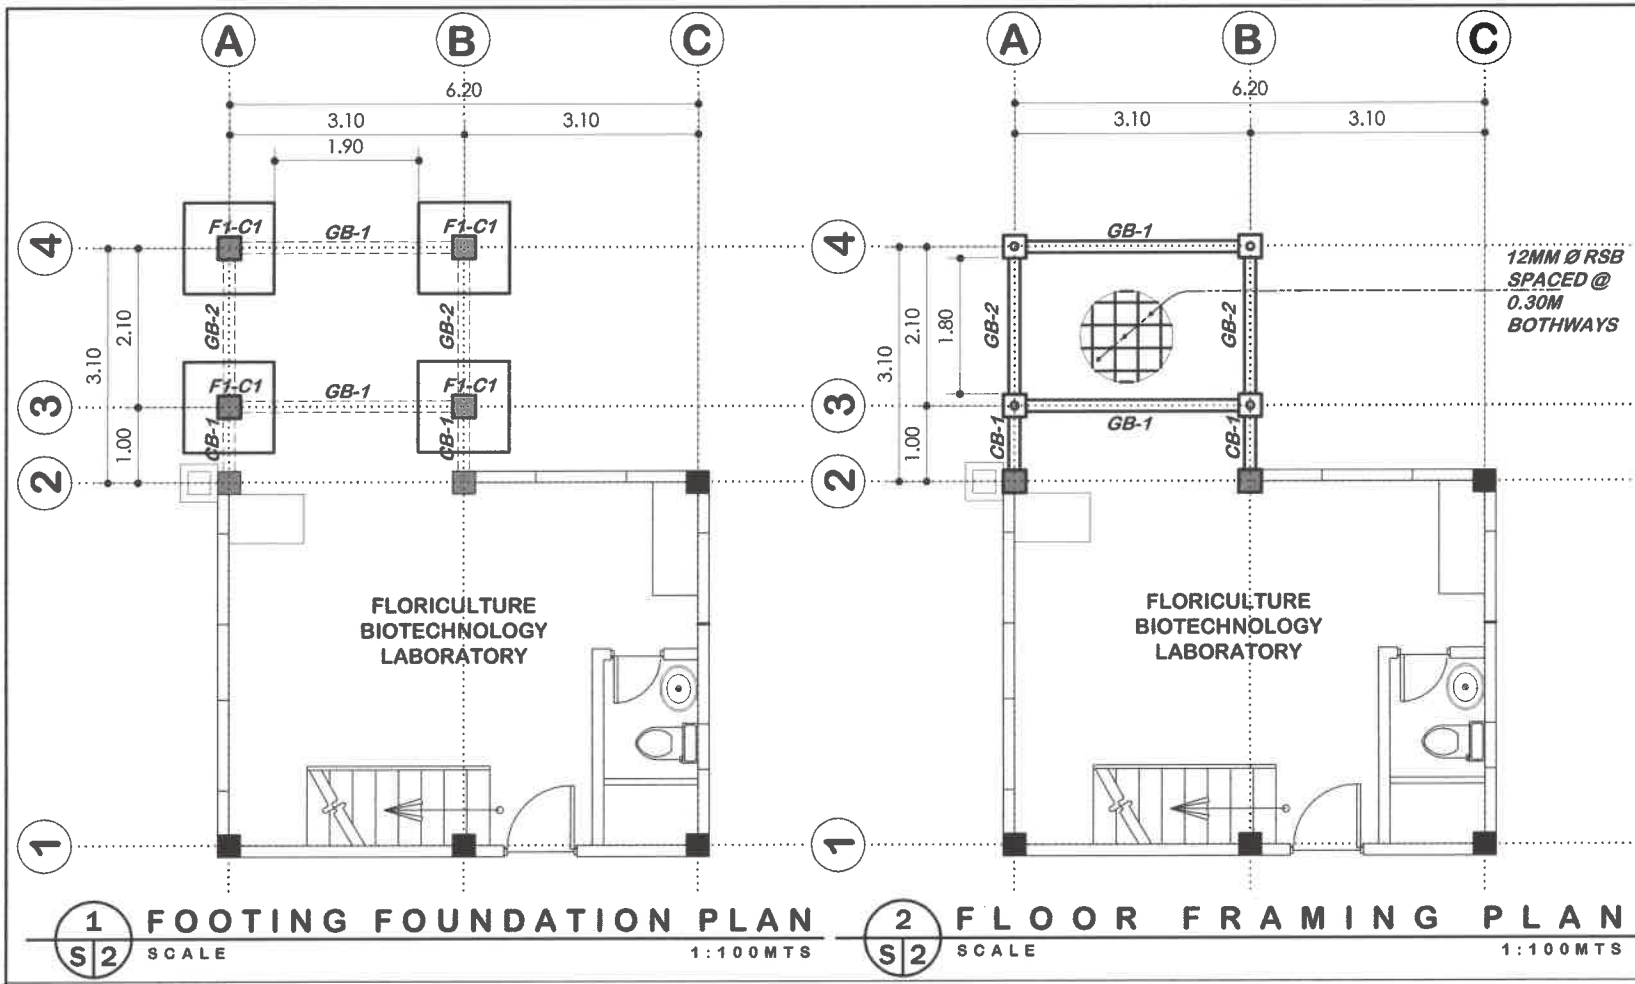 A B C
6.20
3.10 3.10
1.90
4
F1-C1 GB-1 F1-C1
3.10
2.10
GB-2 GB-2
3
F1-C1 GB-1 F1-C1
1.00
CB-1 CB-1
2
FLORICULTURE
BIOTECHNOLOGY
LABORATORY
1
1
S 2
FOOTING FOUNDATION PLAN
SCALE 1:100MTS
A B C
6.20
3.10 3.10
4
GB-1
12MM Ø RSB
SPACED @
0.30M
BOTHWAYS
3.10
2.10
1.80
GB-2 GB-2
3
GB-1
1.00
CB-1 CB-1
2
FLORICULTURE
BIOTECHNOLOGY
LABORATORY
1
2
S 2
FLOOR FRAMING PLAN
SCALE 1:100MTS